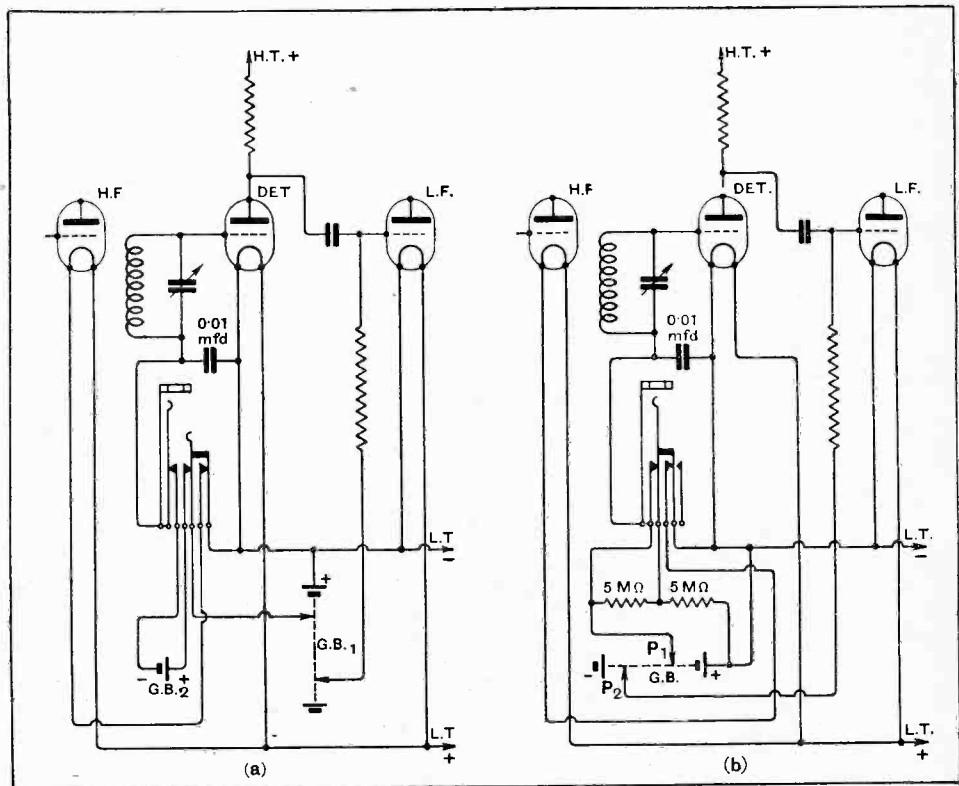 H.T.+
H.F
DET
L.F.
0·01
mfd
L.T
−
+
G.B.1
− +
G.B.2
L.T
+
(a)
H.T.+
H.F
DET.
L.F.
0·01
mfd
L.T.
−
5 MΩ 5 MΩ
P1
− G.B. +
P2
L.T.
+
(b)